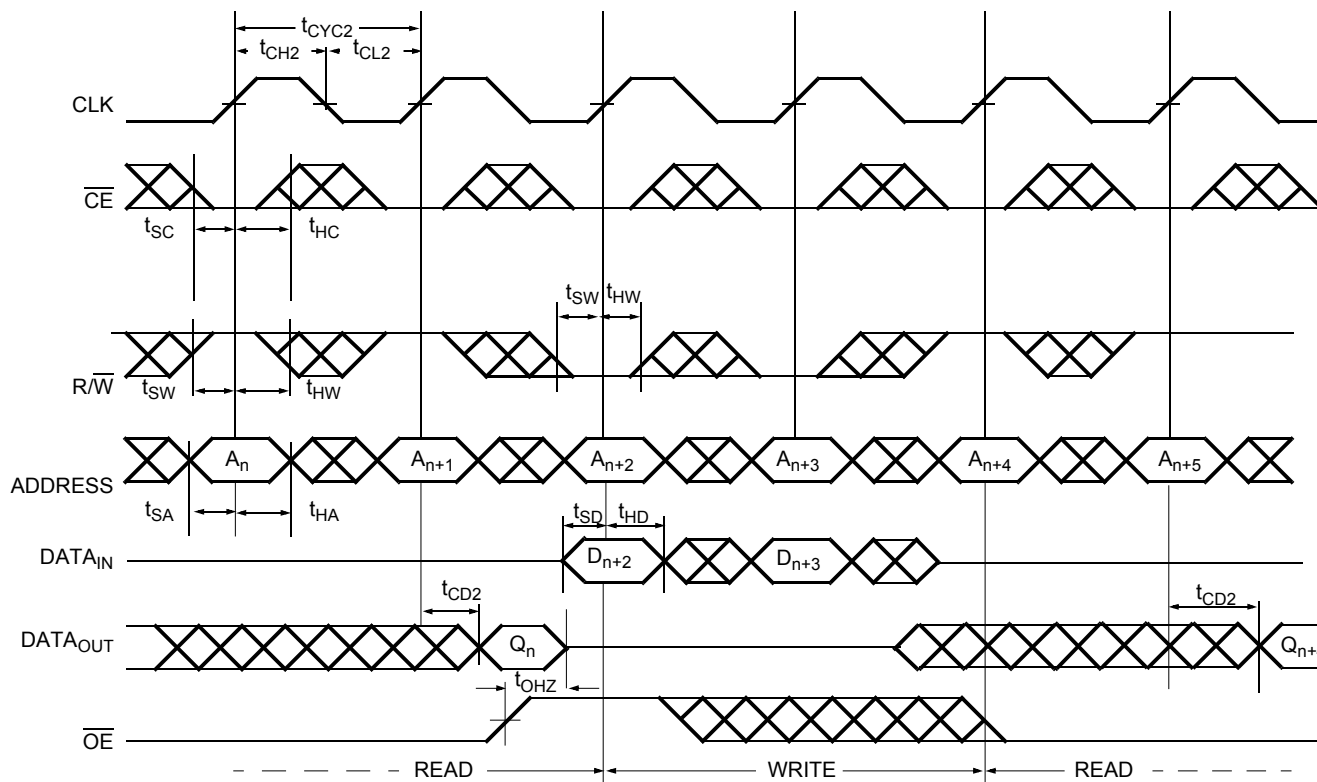 tCYC2
tCH2 tCL2
CLK
CE
tSC tHC
tSW tHW
R/W
tSW tHW
An An+1 An+2 An+3 An+4 An+5
ADDRESS
tSA tHA
tSD tHD
DATAIN
Dn+2 Dn+3
tCD2 tCD2
DATAOUT
Qn
tOHZ
OE
READ WRITE READ